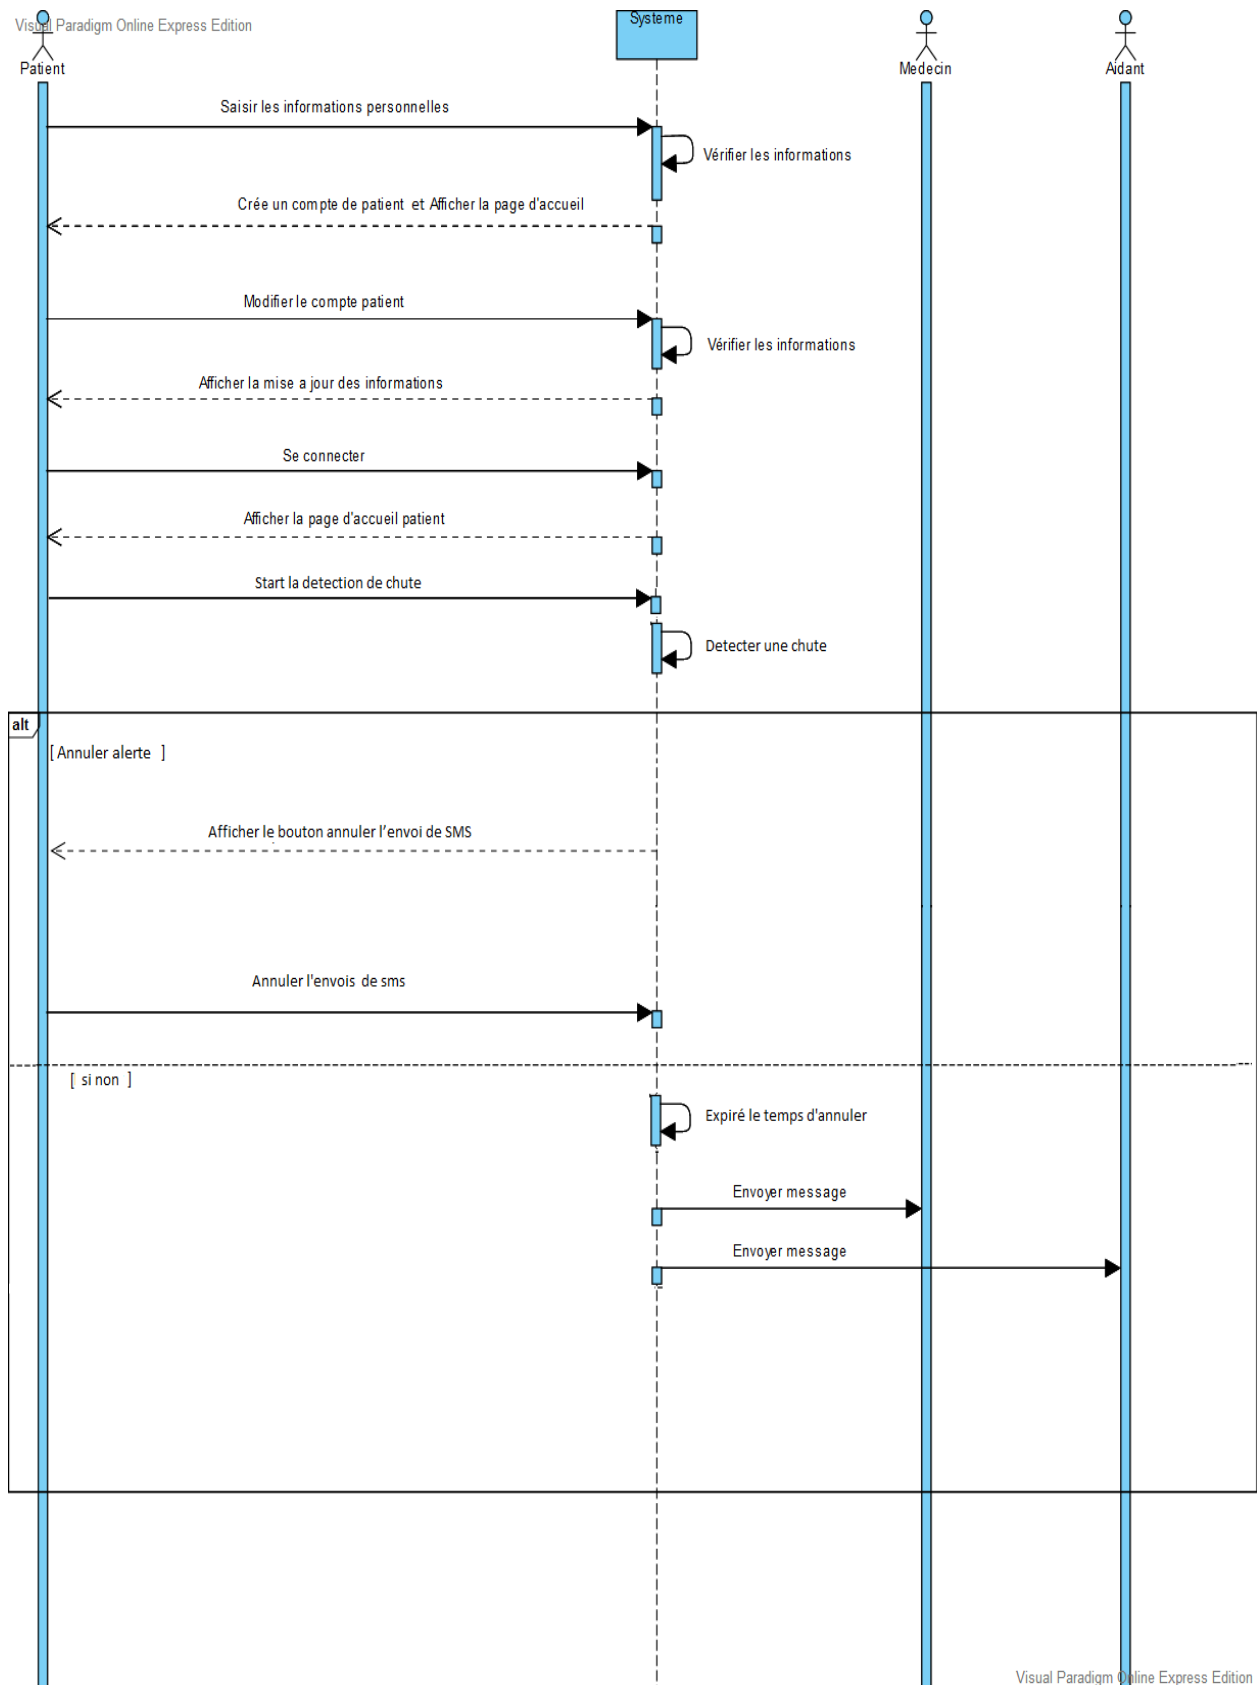 Visual Paradigm Online Express Edition
Systeme
Patient
Medecin
Aidant
Saisir les informations personnelles
Vérifier les informations
Crée un compte de patient et Afficher la page d'accueil
Modifier le compte patient
Vérifier les informations
Afficher la mise a jour des informations
Se connecter
Afficher la page d'accueil patient
Start la detection de chute
Detecter une chute
alt
[ Annuler alerte ]
Afficher le bouton annuler l’envoi de SMS
Annuler l'envois de sms
[ si non ]
Expiré le temps d'annuler
Envoyer message
Envoyer message
Visual Paradigm Online Express Edition